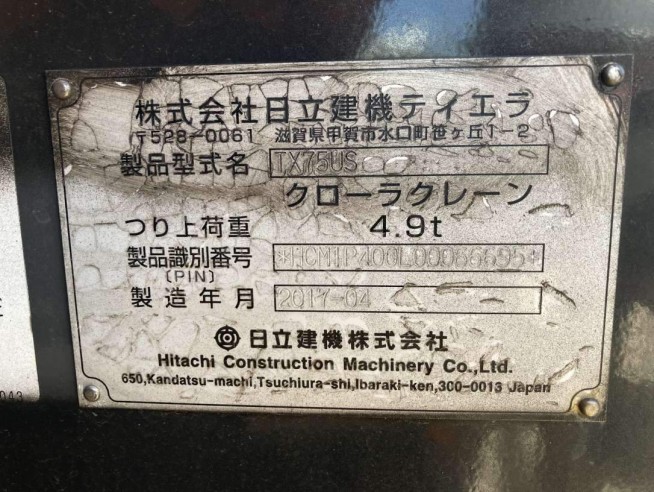 株式会社日立建機ティエラ
〒528-0061 滋賀県甲賀市水口町笹ヶ丘1-2
製品型式名 TX75US
クローラクレーン
つり上荷重 4.9t
製品識別番号
(PIN)
製造年月 2017-04
日立建機株式会社
Hitachi Construction Machinery Co.,Ltd.
650,Kandatsu-machi,Tsuchiura-shi,Ibaraki-ken,300-0013 Japan
043